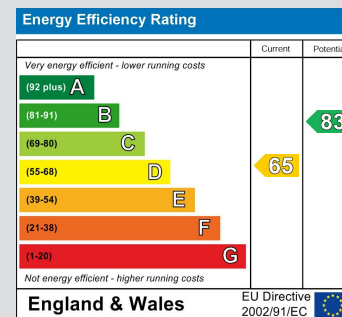 Energy Efficiency Rating
Current Potentia
Very energy efficient - lower running costs
(92 plus) A
(81-91) B
83
(69-80) C
(55-68) D
65
(39-54) E
(21-38) F
(1-20) G
Not energy efficient - higher running costs
England & Wales
EU Directive
2002/91/EC